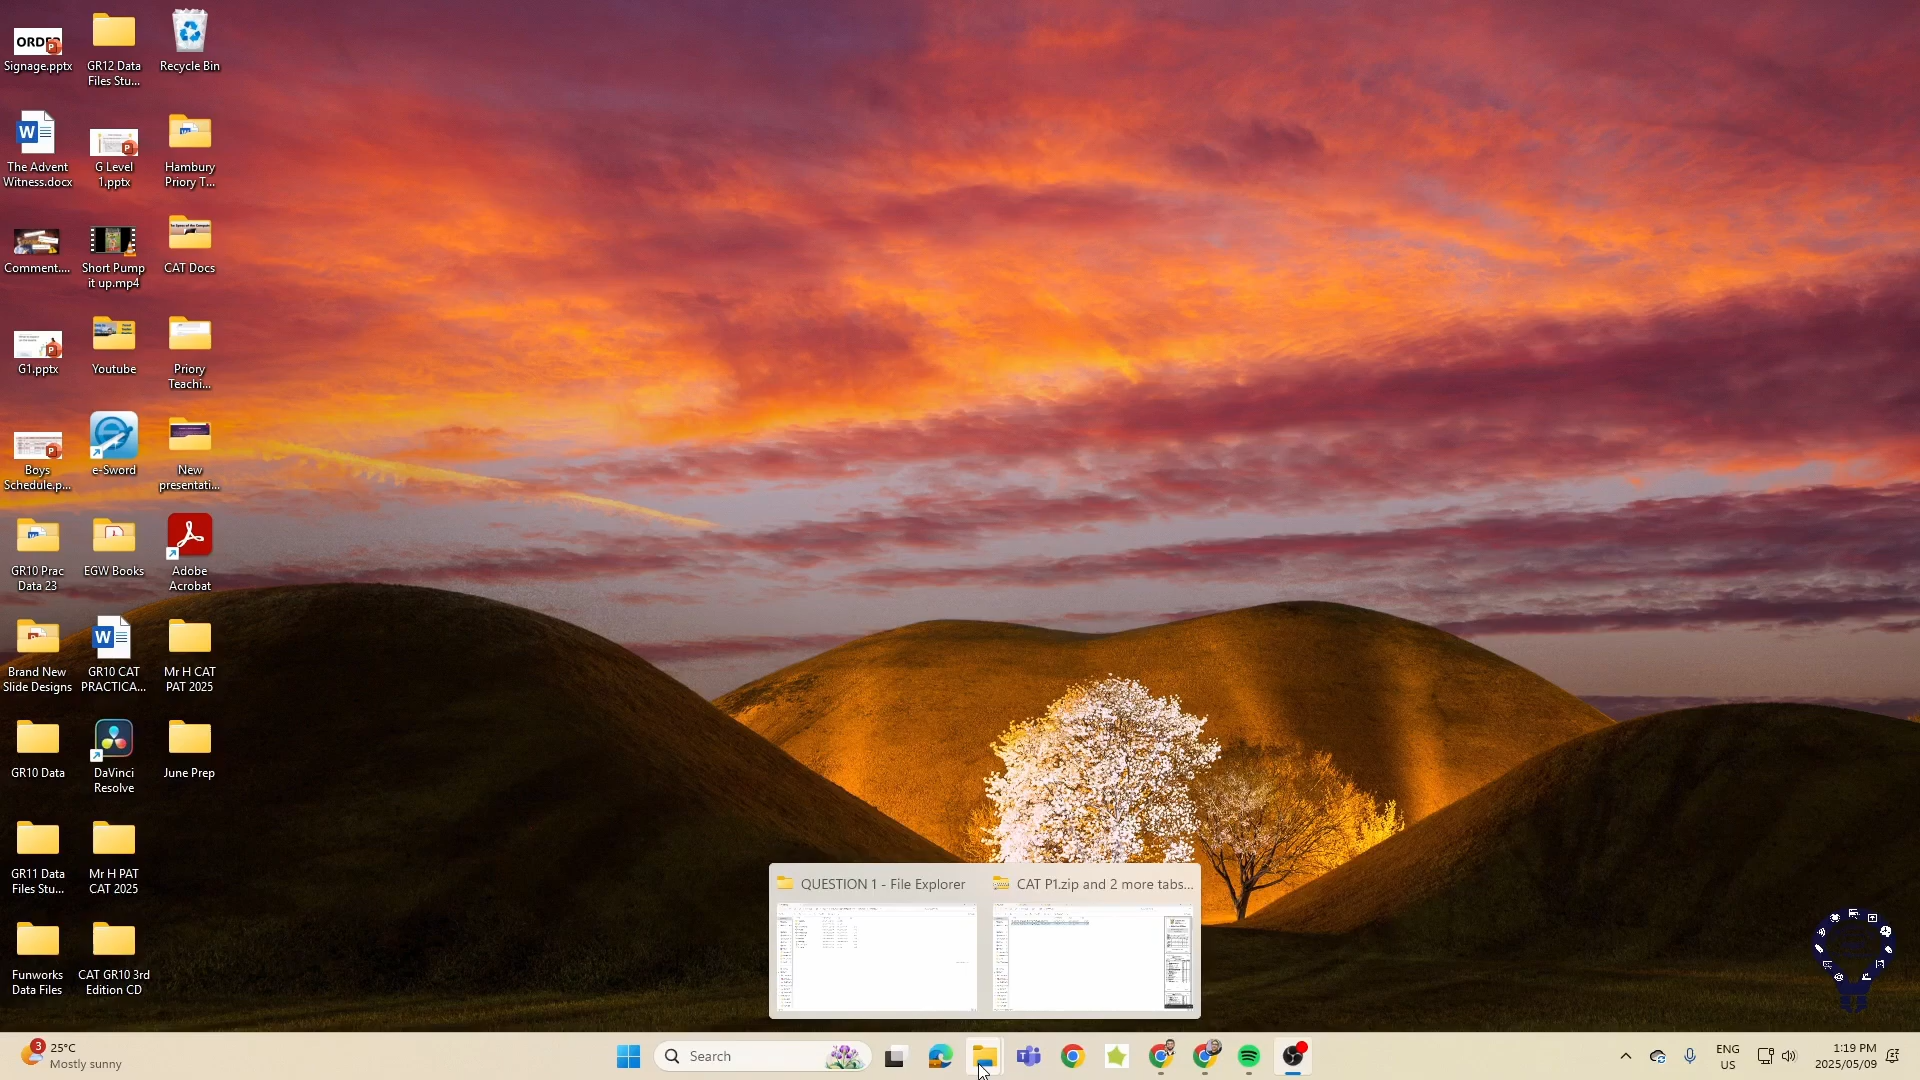 ORDER
Signage.pptx
GR12 Data
Files Stu...
Recycle Bin
The Advent
Witness.docx
G Level
1.pptx
Hambury
Priory T...
Comment....
Short Pump
it up.mp4
CAT Docs
G1.pptx
Youtube
Priory
Teachi...
Boys
Schedule.p...
e-Sword
New
presentati...
GR10 Prac
Data 23
EGW Books
Adobe
Acrobat
Brand New
Slide Designs
GR10 CAT
PRACTICA...
Mr H CAT
PAT 2025
GR10 Data
DaVinci
Resolve
June Prep
GR11 Data
Files Stu...
Mr H PAT
CAT 2025
Funworks
Data Files
CAT GR10 3rd
Edition CD
QUESTION 1 - File Explorer
CAT P1.zip and 2 more tabs...
3
25°C
Mostly sunny
Search
ENG
US
1:19 PM
2025/05/09